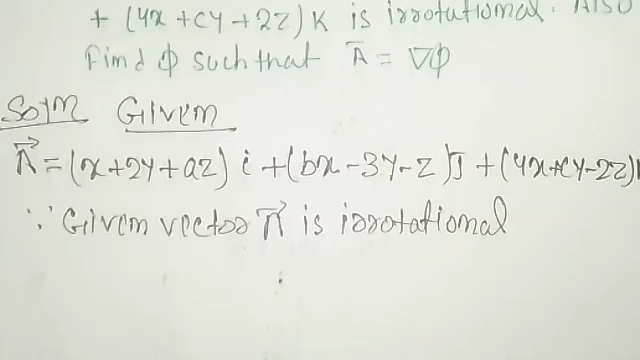 + (4x + cy + 2z) K is irrotational. Also
Find ϕ such that A̅ = ∇ϕ
Soln Given
A⃗ = (x+2y+az) i + (bx-3y-z) J + (4x+cy-2z) K
∵ Given vector A⃗ is irrotational